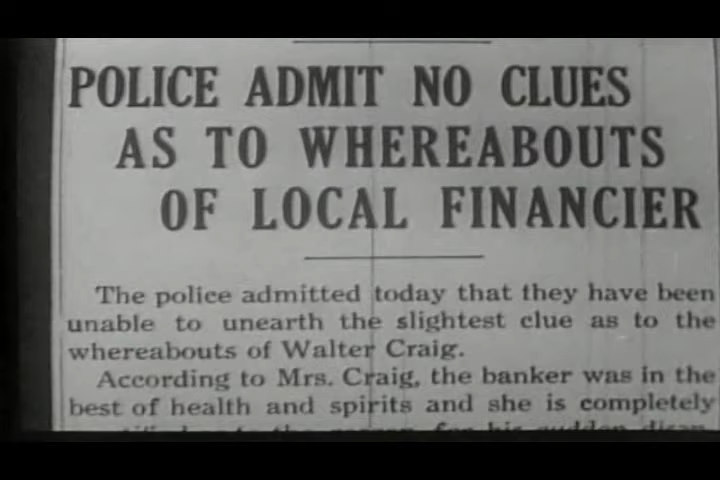 POLICE ADMIT NO CLUES
AS TO WHEREABOUTS
OF LOCAL FINANCIER
The police admitted today that they have been
unable to unearth the slightest clue as to the
whereabouts of Walter Craig.
According to Mrs. Craig, the banker was in the
best of health and spirits and she is completely